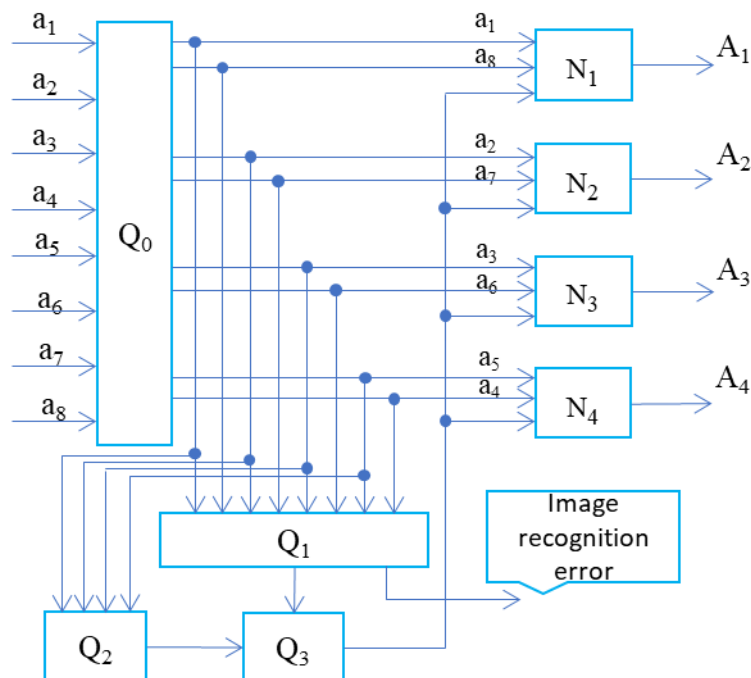 a1
a2
a3
a4
a5
a6
a7
a8
Q0
a1
a8
N1
A1
a2
a7
N2
A2
a3
a6
N3
A3
a5
a4
N4
A4
Q1
Image
recognition
error
Q2
Q3